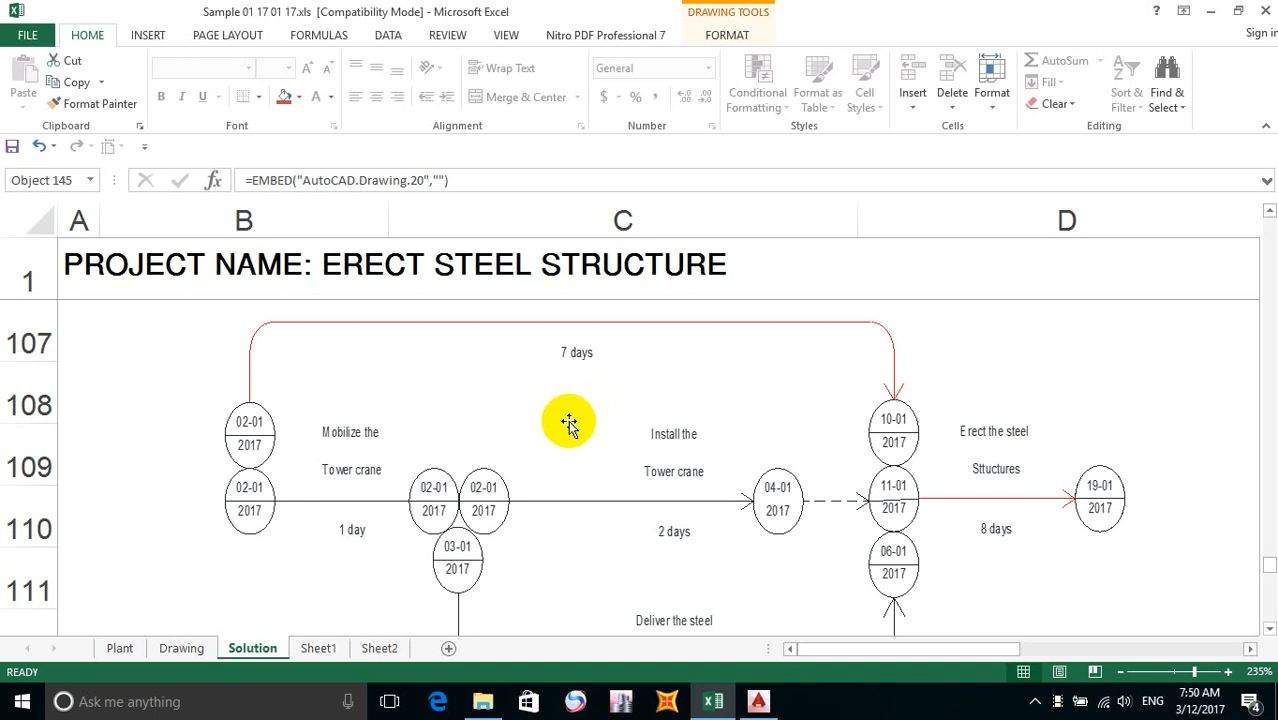 Sample 01 17 01 17.xls [Compatibility Mode] - Microsoft Excel
DRAWING TOOLS
?
FILE
HOME
INSERT
PAGE LAYOUT
FORMULAS
DATA
REVIEW
VIEW
Nitro PDF Professional 7
FORMAT
Sign in
Paste
Cut
Copy
Format Painter
Clipboard
B I U
A
Font
Wrap Text
Merge & Center
Alignment
General
$ % ,
Number
Conditional
Formatting
Format as
Table
Cell
Styles
Styles
Insert
Delete
Format
Cells
AutoSum
Fill
Clear
Sort &
Filter
Find &
Select
Editing
Object 145
fx
=EMBED("AutoCAD.Drawing.20","")
A B C D
1
PROJECT NAME: ERECT STEEL STRUCTURE
107
108
109
110
111
7 days
02-01
2017
02-01
2017
Mobilize the
Tower crane
1 day
02-01
2017
02-01
2017
03-01
2017
Install the
Tower crane
2 days
04-01
2017
10-01
2017
11-01
2017
06-01
2017
Erect the steel
Sttuctures
8 days
19-01
2017
Deliver the steel
Plant
Drawing
Solution
Sheet1
Sheet2
READY
235%
Ask me anything
ENG
7:50 AM
3/12/2017
4